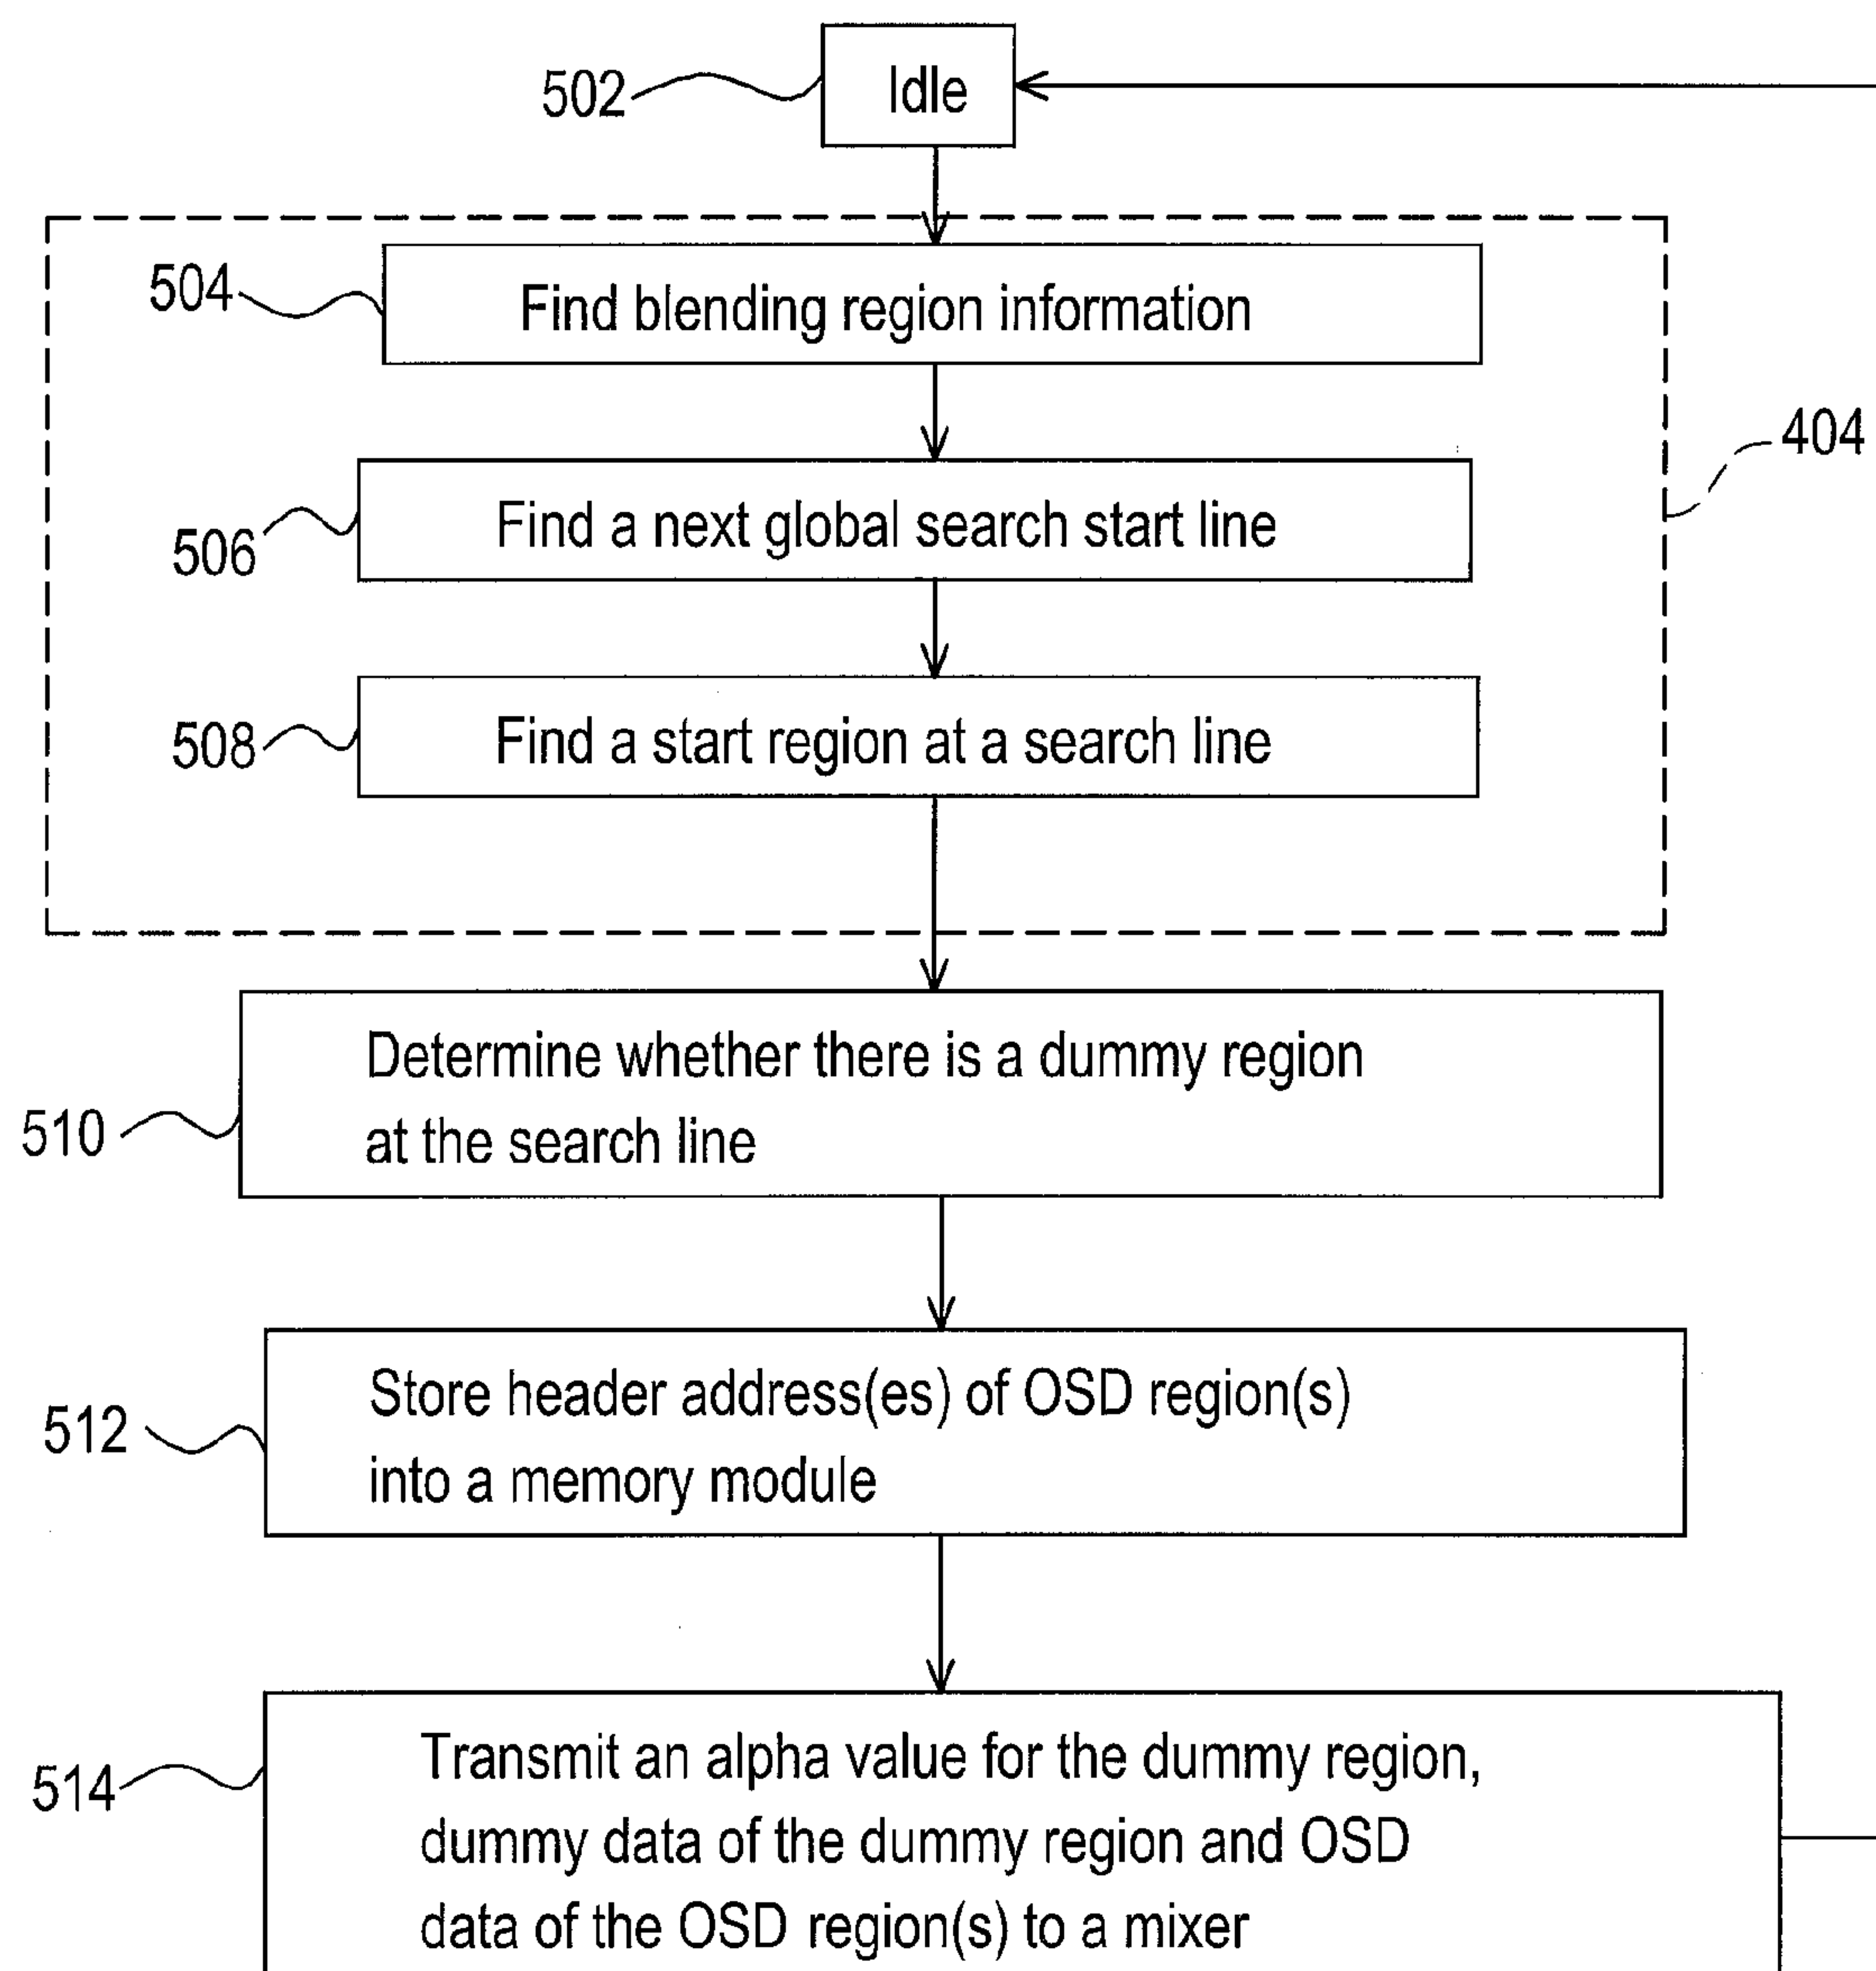 502
Idle
504
Find blending region information
404
506
Find a next global search start line
508
Find a start region at a search line
510
Determine whether there is a dummy region
at the search line
512
Store header address(es) of OSD region(s)
into a memory module
514
Transmit an alpha value for the dummy region,
dummy data of the dummy region and OSD
data of the OSD region(s) to a mixer